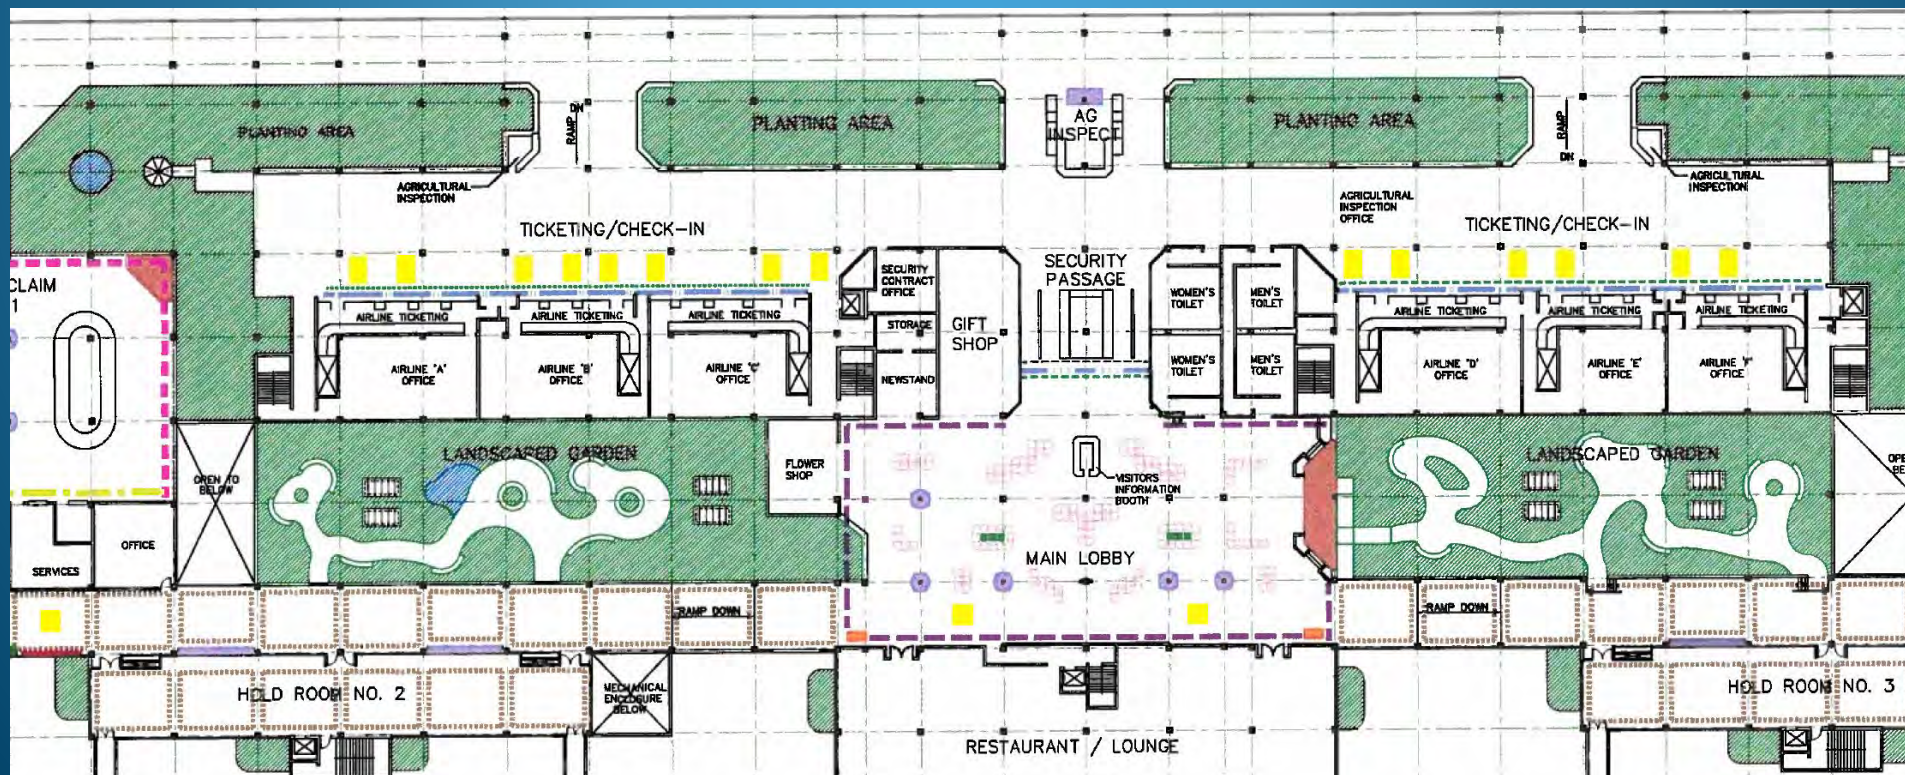 PLANTING AREA
PLANTING AREA
PLANTING AREA
RAMP
DN
AG
INSPECT
RAMP
DN
AGRICULTURAL
INSPECTION
AGRICULTURAL
INSPECTION
OFFICE
AGRICULTURAL
INSPECTION
TICKETING/CHECK-IN
TICKETING/CHECK-IN
CLAIM
1
SECURITY
CONTRACT
OFFICE
SECURITY
PASSAGE
WOMEN'S
TOILET
MEN'S
TOILET
AIRLINE TICKETING
AIRLINE TICKETING
AIRLINE TICKETING
STORAGE
GIFT
SHOP
AIRLINE TICKETING
AIRLINE TICKETING
AIRLINE TICKETING
AIRLINE 'A'
OFFICE
AIRLINE 'B'
OFFICE
AIRLINE 'C'
OFFICE
NEWSTAND
WOMEN'S
TOILET
MEN'S
TOILET
AIRLINE "D"
OFFICE
AIRLINE 'E'
OFFICE
AIRLINE 'F'
OFFICE
LANDSCAPED GARDEN
LANDSCAPED GARDEN
OPEN TO
BELOW
FLOWER
SHOP
VISITORS
INFORMATION
BOOTH
OPE
BE
OFFICE
SERVICES
MAIN LOBBY
RAMP DOWN
RAMP DOWN
HOLD ROOM NO. 2
MECHANICAL
ENCLOSURE
BELOW
HOLD ROOM NO. 3
RESTAURANT / LOUNGE